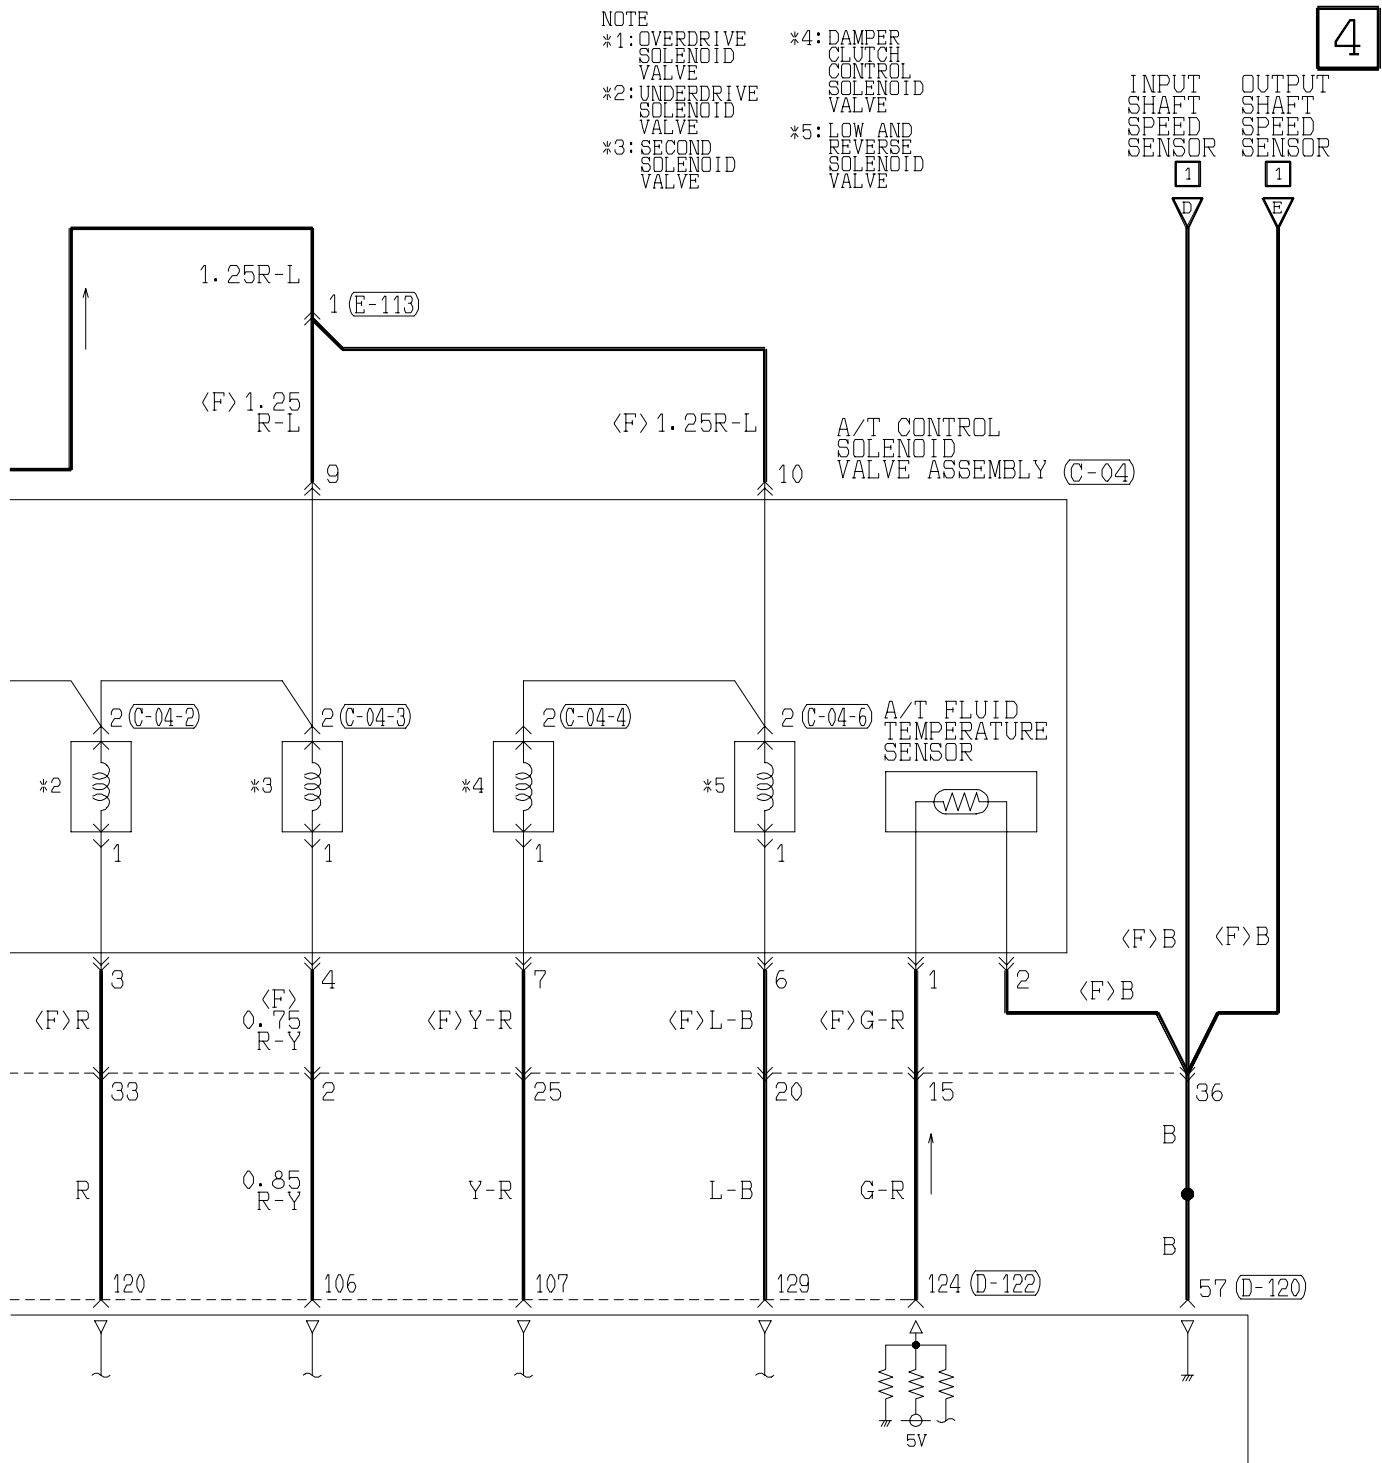 NOTE
*1: OVERDRIVE
SOLENOID
VALVE
*2: UNDERDRIVE
SOLENOID
VALVE
*3: SECOND
SOLENOID
VALVE
*4: DAMPER
CLUTCH
CONTROL
SOLENOID
VALVE
*5: LOW AND
REVERSE
SOLENOID
VALVE
4
INPUT
SHAFT
SPEED
SENSOR
1
D
OUTPUT
SHAFT
SPEED
SENSOR
1
E
1.25R-L
1 (E-113)
<F>1.25
R-L
<F>1.25R-L
9
10
A/T CONTROL
SOLENOID
VALVE ASSEMBLY (C-04)
2 (C-04-2)
2 (C-04-3)
2 (C-04-4)
2 (C-04-6)
A/T FLUID
TEMPERATURE
SENSOR
*2
*3
*4
*5
1
1
1
1
<F>B
<F>B
3
4
7
6
1
2
<F>B
<F>R
<F>
0.75
R-Y
<F>Y-R
<F>L-B
<F>G-R
33
2
25
20
15
36
B
R
0.85
R-Y
Y-R
L-B
G-R
B
120
106
107
129
124 (D-122)
57 (D-120)
5V